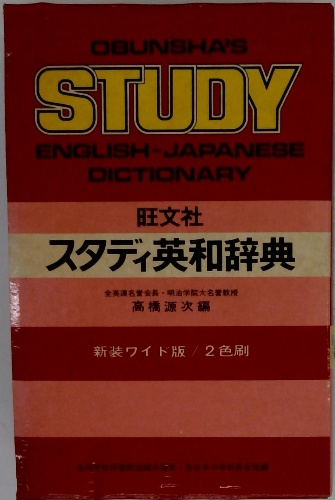 OBUNSHA'S
STUDY
ENGLISH-JAPANESE
DICTIONARY
旺文社
スタディ英和辞典
全英連名誉会長・明治学院大名誉教授
高橋源次編
新装ワイド版/2色刷